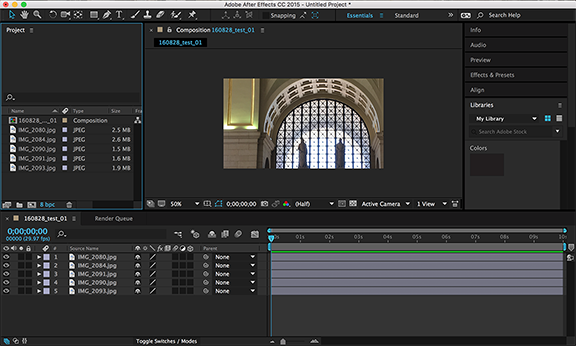 Adobe After Effects CC 2015 - Untitled Project *
Snapping Essentials Standard Search Help
Project
Composition 160828_test_01
160828_test_01
Name Type Size Fra
160828_..._01 Composition
IMG_2080.jpg JPEG 2.5 MB
IMG_2084.jpg JPEG 2.6 MB
IMG_2090.jpg JPEG 1.5 MB
IMG_2091.jpg JPEG 1.6 MB
IMG_2093.jpg JPEG 1.9 MB
8 bpc
50% 0;00;00;00 (Half) Active Camera 1 View
Info
Audio
Preview
Effects & Presets
Align
Libraries
My Library
Search Adobe Stock
Colors
160828_test_01 Render Queue
0;00;00;00
00000 (29.97 fps)
# Source Name Parent
1 IMG_2080.jpg None
2 IMG_2084.jpg None
3 IMG_2091.jpg None
4 IMG_2090.jpg None
5 IMG_2093.jpg None
02s 04s 06s 08s 10s
Toggle Switches / Modes